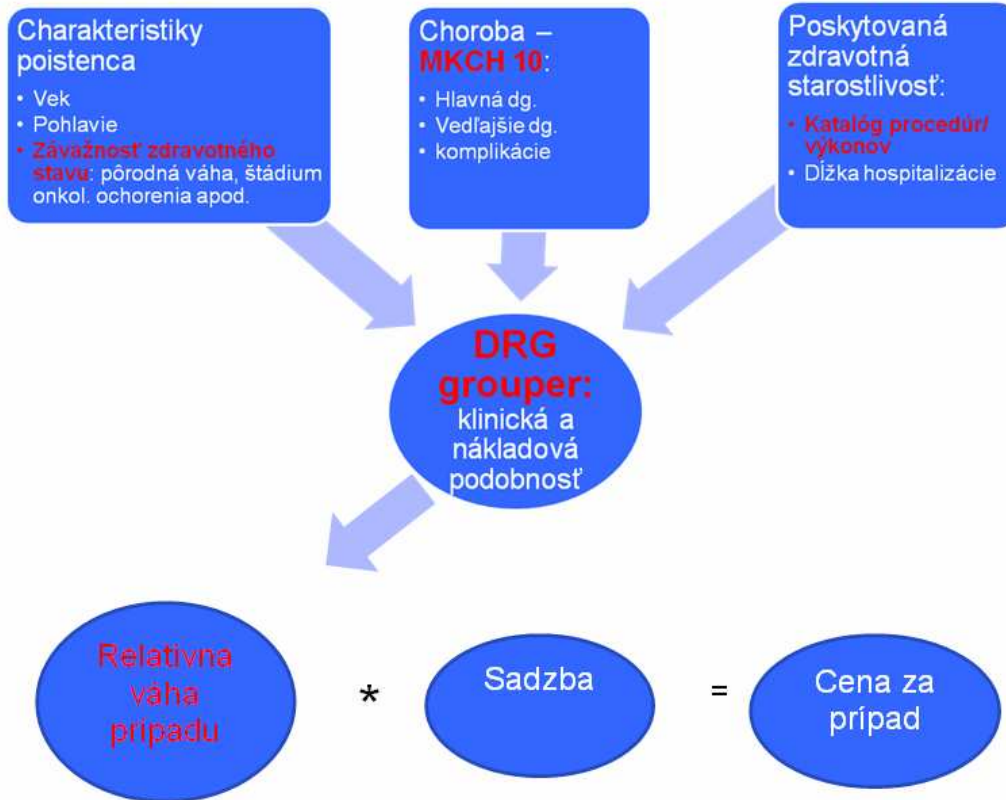 Charakteristiky
poistenca
• Vek
• Pohlavie
• Závažnosť zdravotného
stavu: pôrodná váha, štádium
onkol. ochorenia apod.
Choroba –
MKCH 10:
• Hlavná dg.
• Vedľajšie dg.
• komplikácie
Poskytovaná
zdravotná
starostlivosť:
• Katalóg procedúr/
výkonov
• Dĺžka hospitalizácie
DRG
grouper:
klinická a
nákladová
podobnosť
Relatívna
váha
prípadu
*
Sadzba
=
Cena za
prípad